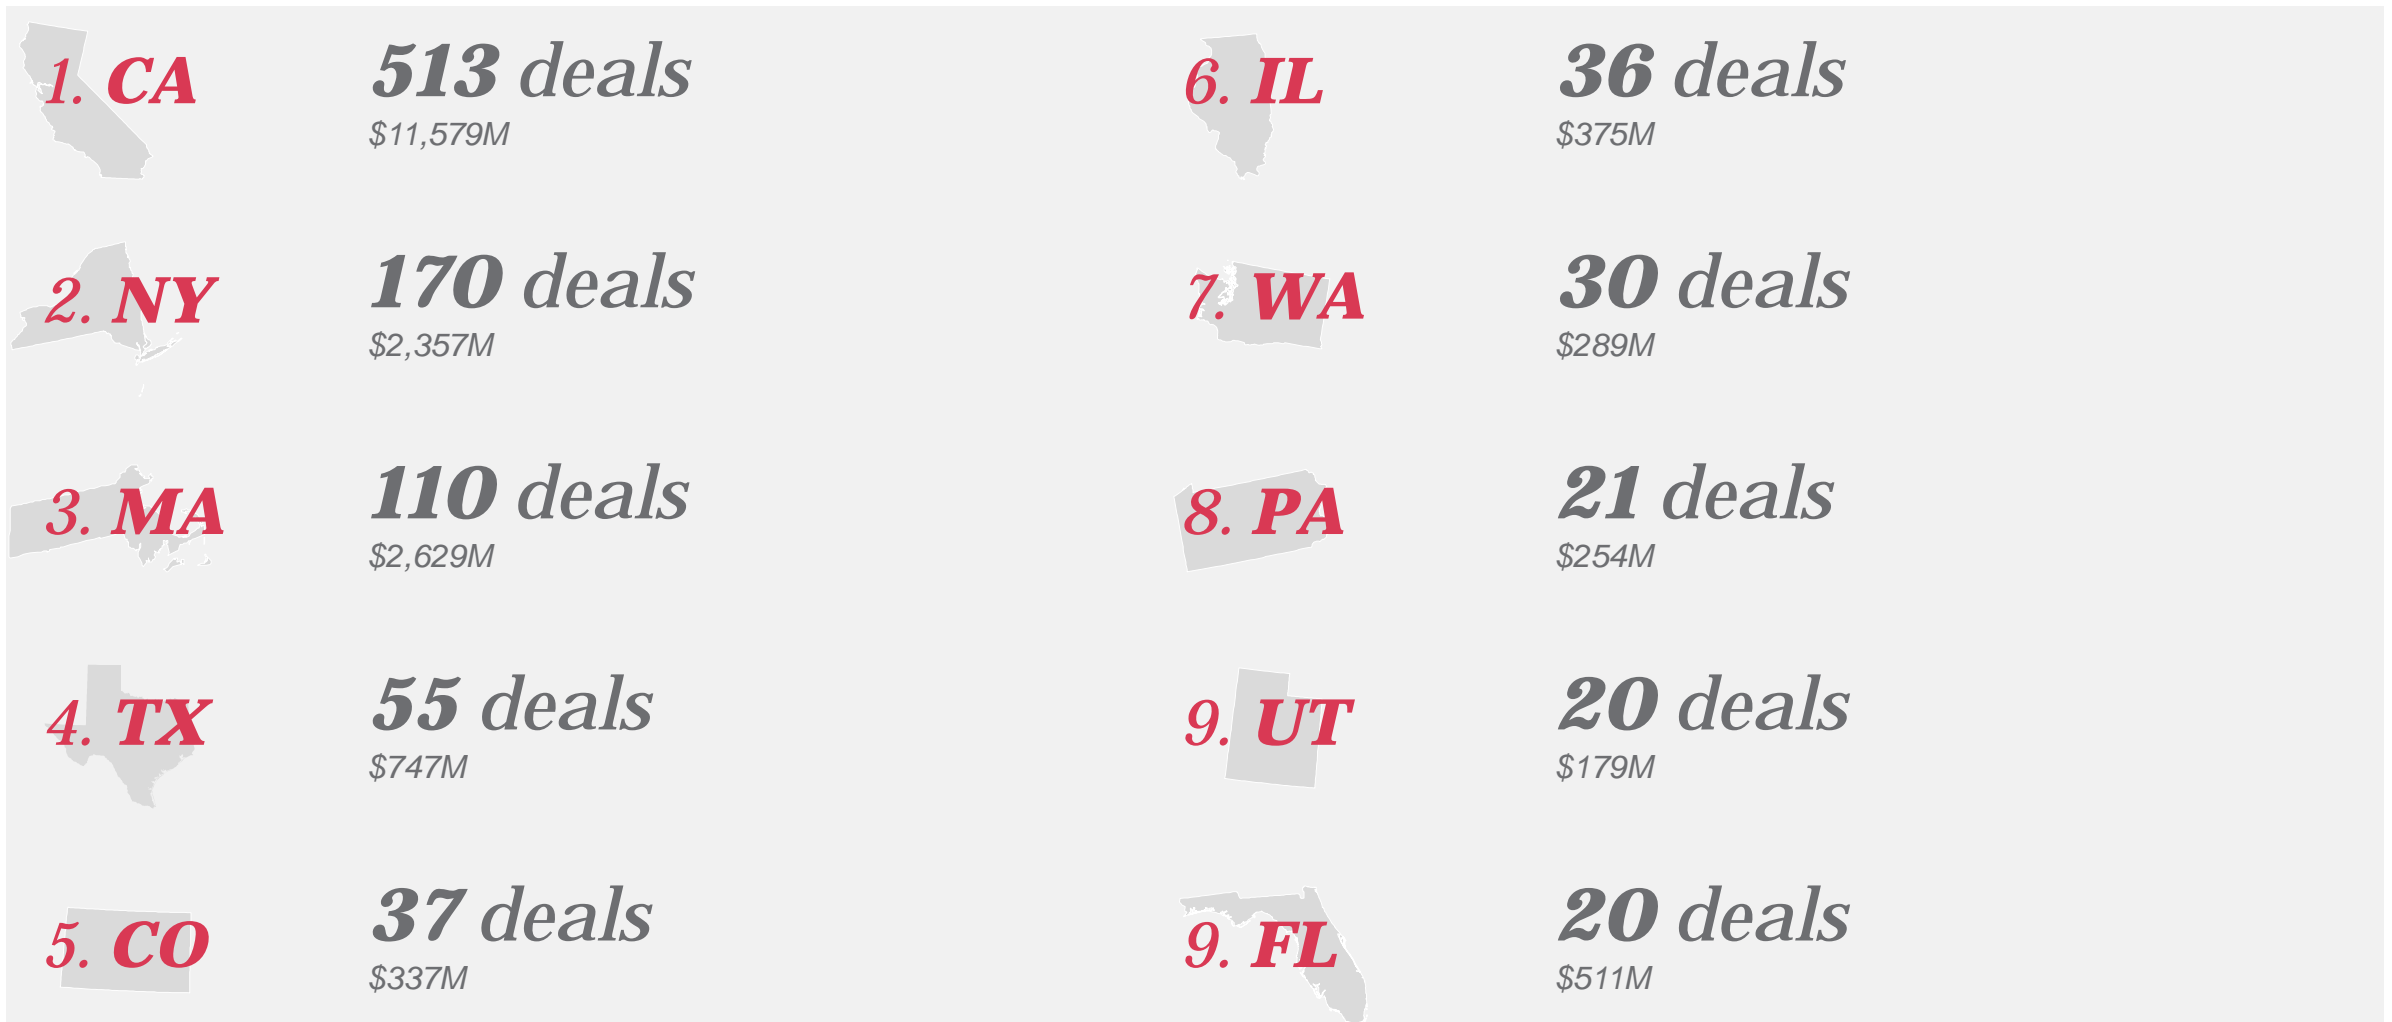 1. CA
513 deals
$11,579M
2. NY
170 deals
$2,357M
3. MA
110 deals
$2,629M
4. TX
55 deals
$747M
5. CO
37 deals
$337M
6. IL
36 deals
$375M
7. WA
30 deals
$289M
8. PA
21 deals
$254M
9. UT
20 deals
$179M
9. FL
20 deals
$511M